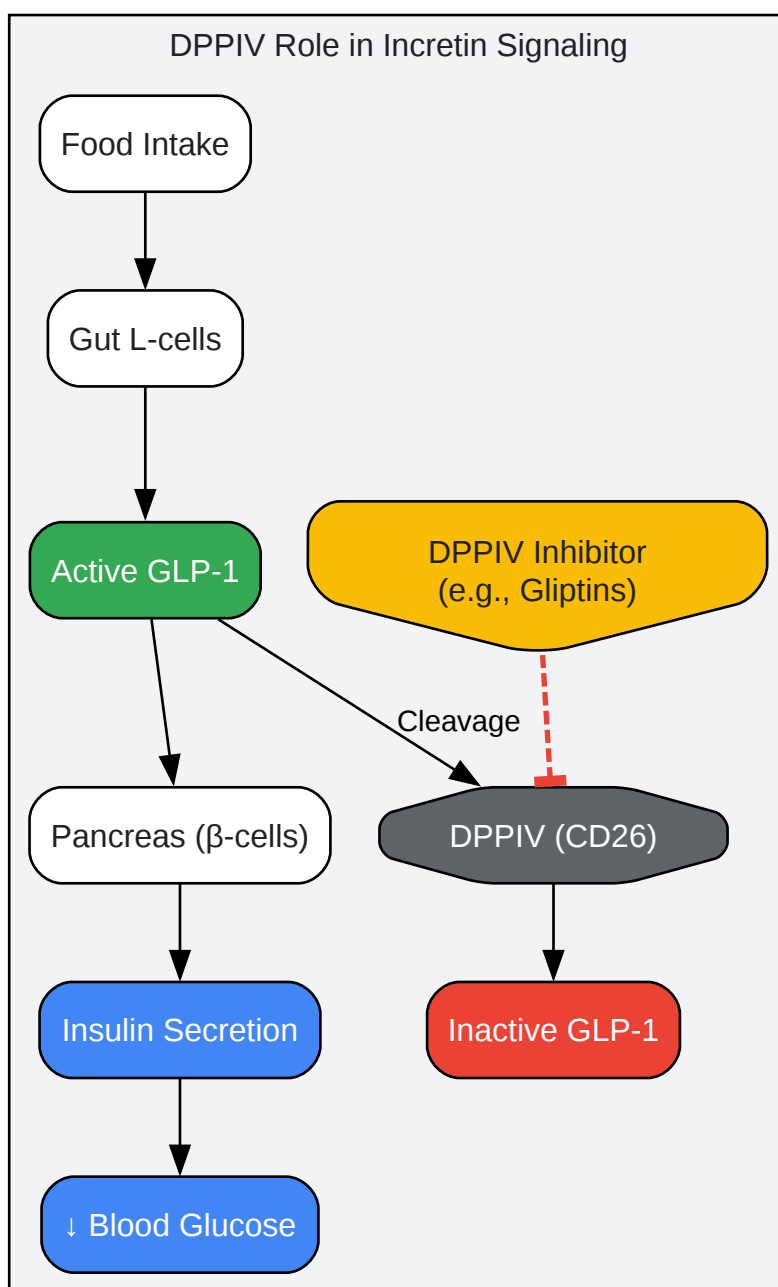 DPPIV Role in Incretin Signaling
Food Intake
Gut L-cells
Active GLP-1
DPPIV Inhibitor
(e.g., Gliptins)
Cleavage
Pancreas (β-cells)
DPPIV (CD26)
Insulin Secretion
Inactive GLP-1
↓ Blood Glucose